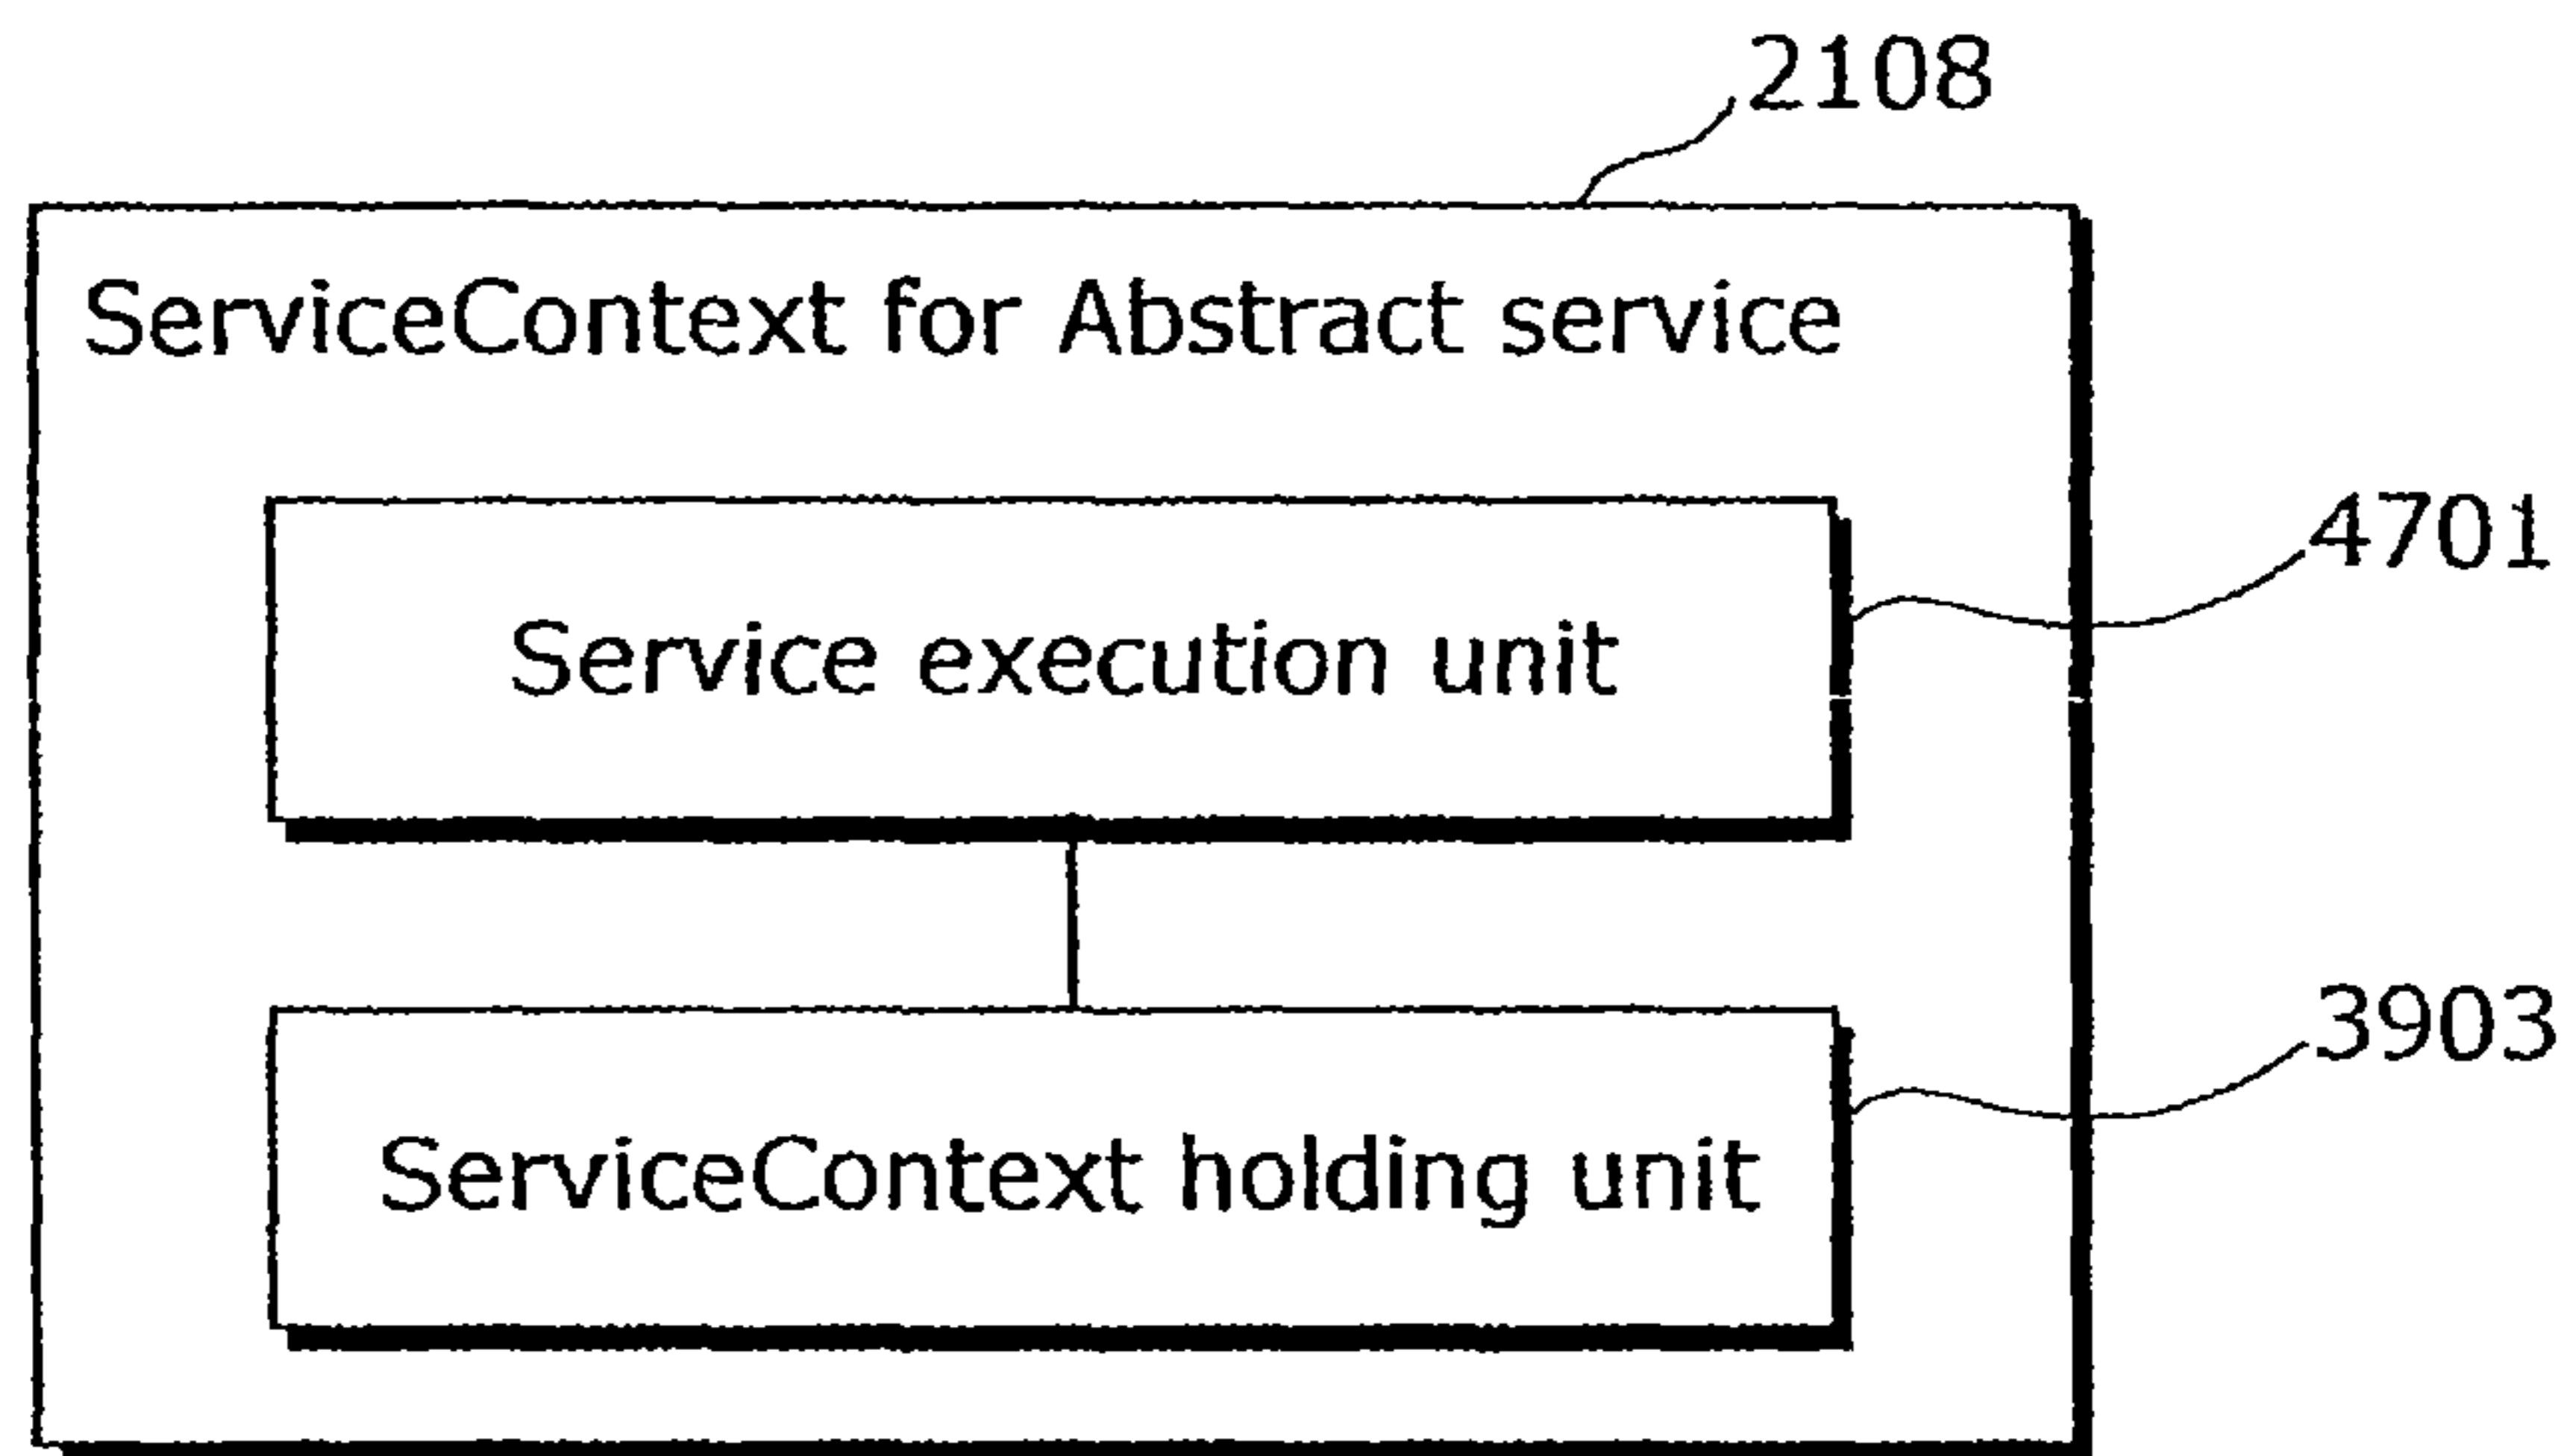 2108
ServiceContext for Abstract service
4701
Service execution unit
3903
ServiceContext holding unit